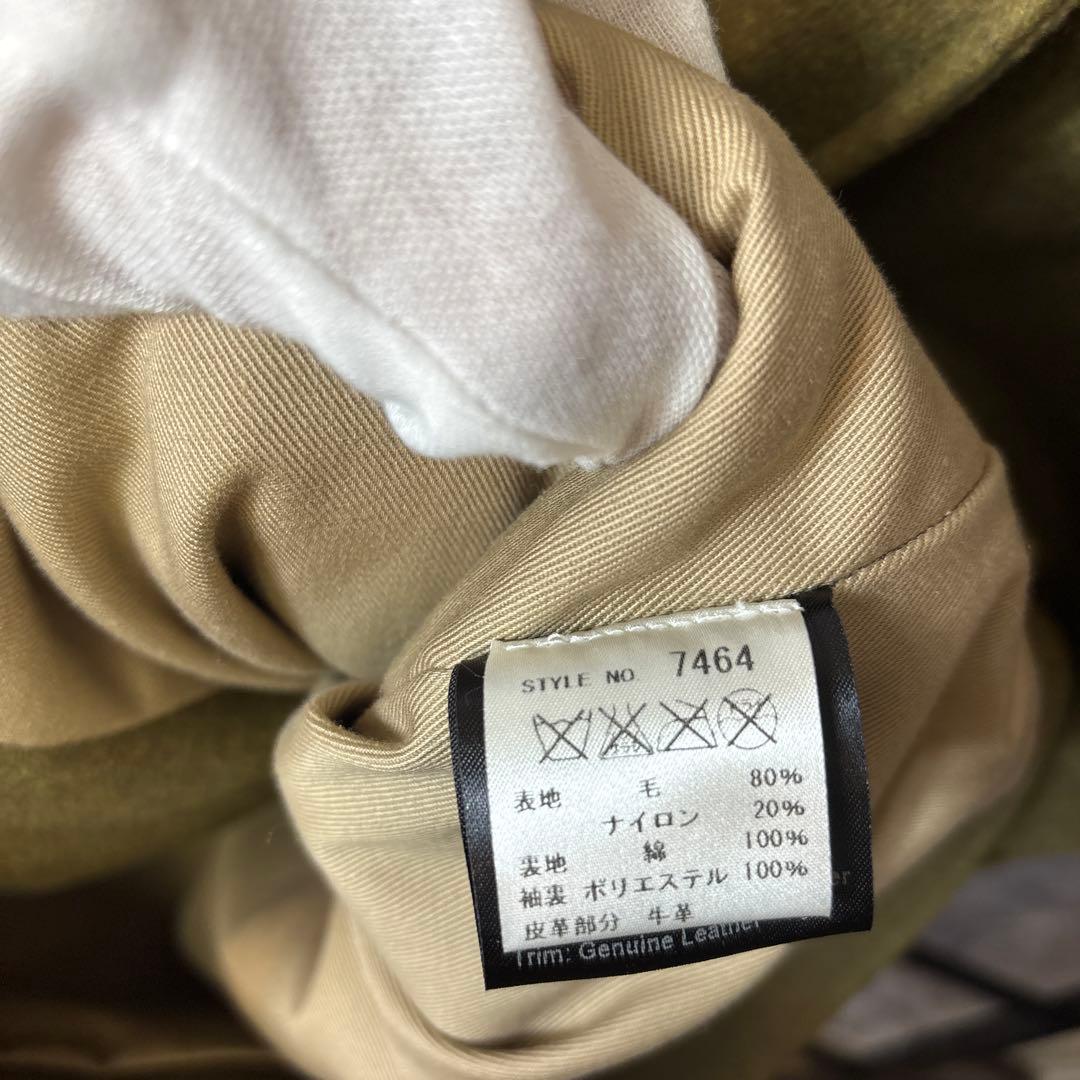 STYLE NO 7464
表地 毛 80%
ナイロン 20%
裏地 綿 100%
袖裏 ポリエステル 100%
皮革部分 牛革
Trim: Genuine Leather